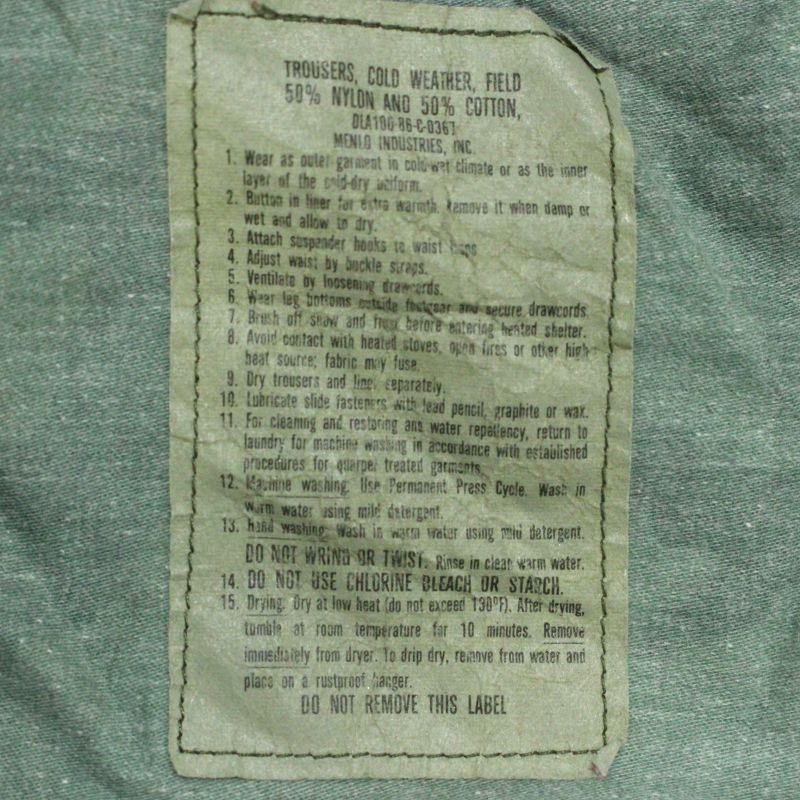 TROUSERS, COLD WEATHER, FIELD
50% NYLON AND 50% COTTON,
DLA100-86-C-0367
MENLO INDUSTRIES, INC.
1. Wear as outer garment in cold-wet climate or as the inner
layer of the cold-dry uniform.
2. Button in liner for extra warmth. Remove it when damp or
wet and allow to dry.
3. Attach suspender hooks to waist loops
4. Adjust waist by buckle straps.
5. Ventilate by loosening drawcords.
6. Wear leg bottoms outside footgear and secure drawcords.
7. Brush off snow and frost before entering heated shelter.
8. Avoid contact with heated stoves, open fires or other high
heat source; fabric may fuse.
9. Dry trousers and liner separately.
10. Lubricate slide fasteners with lead pencil, graphite or wax.
11. For cleaning and restoring and water repellency, return to
laundry for machine washing in accordance with established
procedures for quarpel treated garments.
12. Machine washing. Use Permanent Press Cycle. Wash in
warm water using mild detergent.
13. Hand washing. Wash in warm water using mild detergent.
DO NOT WRING OR TWIST. Rinse in clean warm water.
14. DO NOT USE CHLORINE BLEACH OR STARCH.
15. Drying. Dry at low heat (do not exceed 130°F). After drying,
tumble at room temperature for 10 minutes. Remove
immediately from dryer. To drip dry, remove from water and
place on a rustproof hanger.
DO NOT REMOVE THIS LABEL